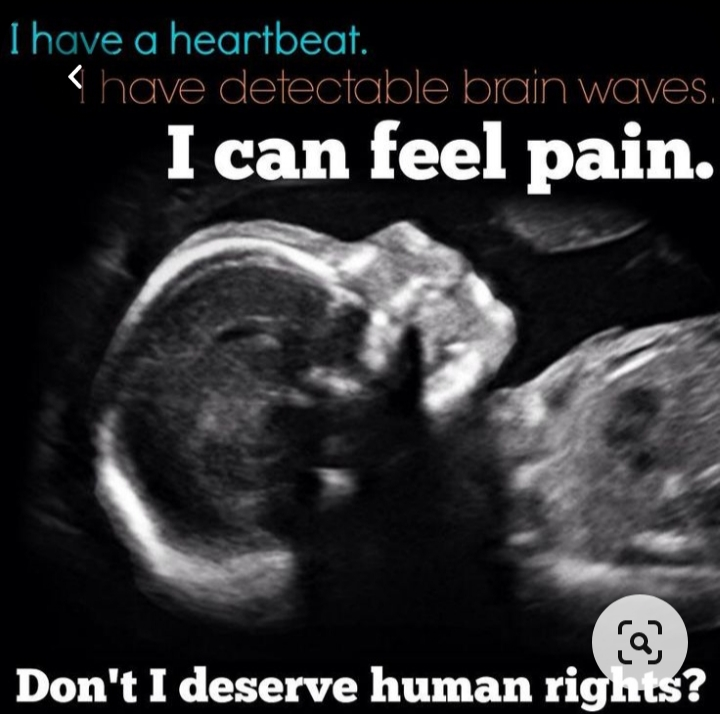 I have a heartbeat.
I have detectable brain waves.
I can feel pain.
Don't I deserve human rights?